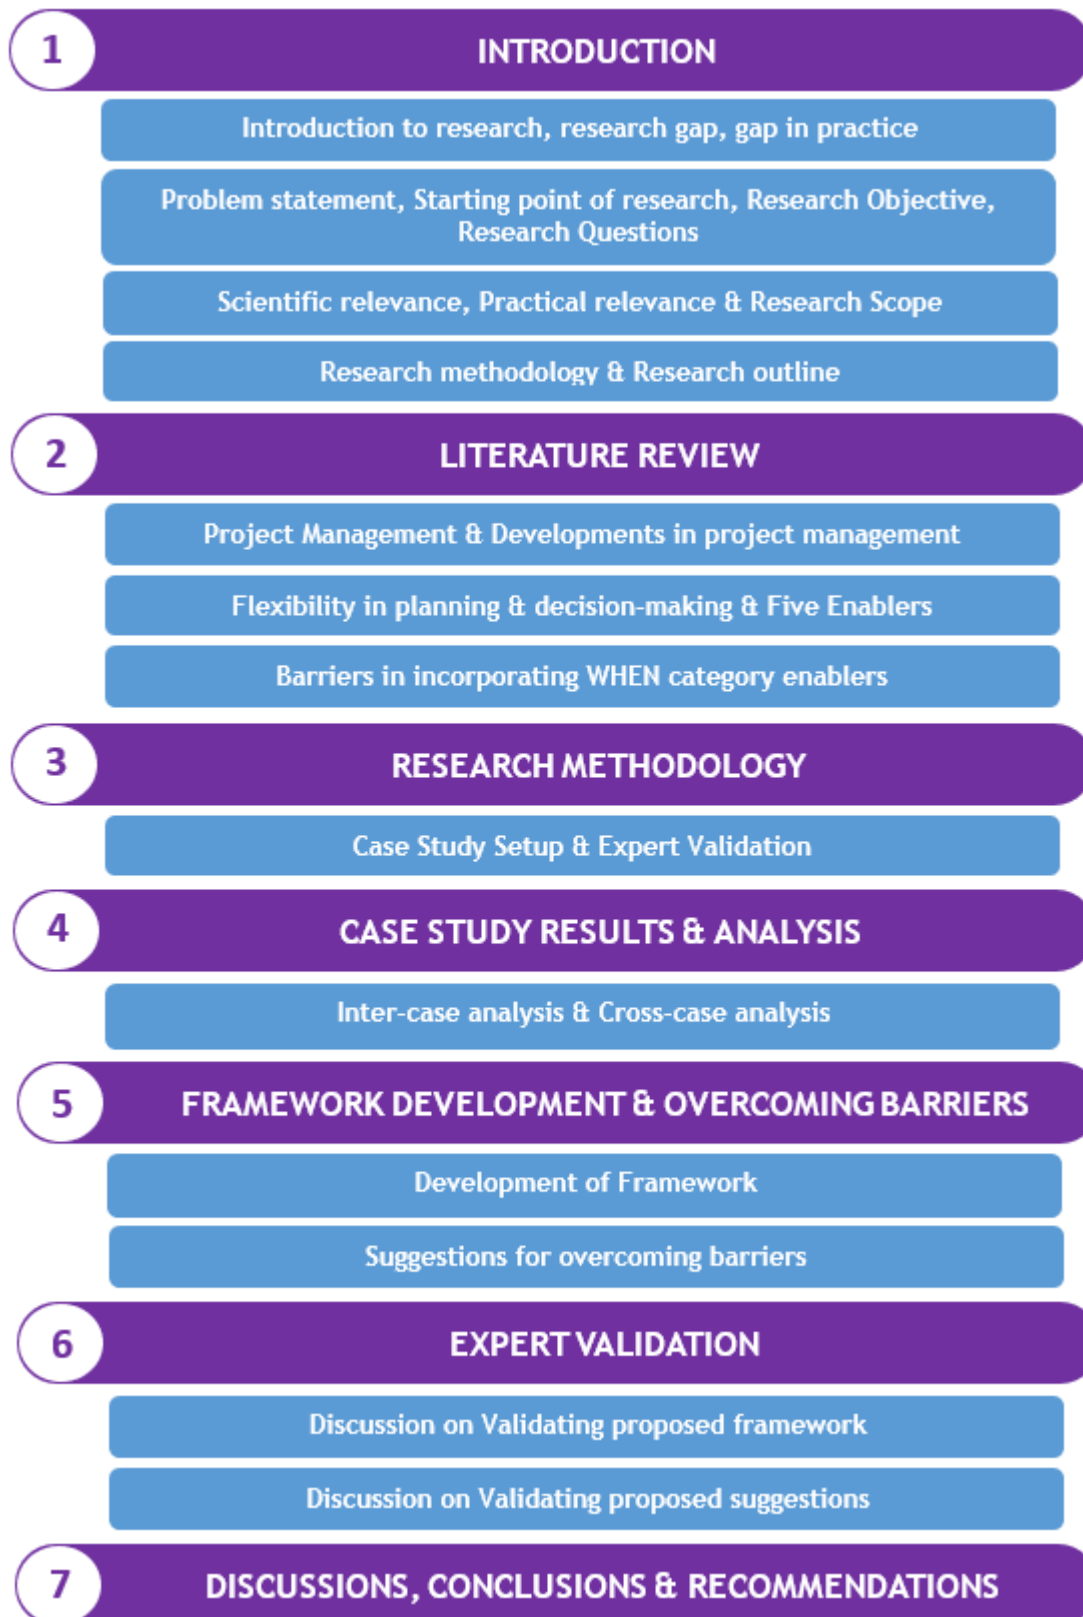 1
INTRODUCTION
Introduction to research, research gap, gap in practice
Problem statement, Starting point of research, Research Objective,
Research Questions
Scientific relevance, Practical relevance & Research Scope
Research methodology & Research outline
2
LITERATURE REVIEW
Project Management & Developments in project management
Flexibility in planning & decision-making & Five Enablers
Barriers in incorporating WHEN category enablers
3
RESEARCH METHODOLOGY
Case Study Setup & Expert Validation
4
CASE STUDY RESULTS & ANALYSIS
Inter-case analysis & Cross-case analysis
5
FRAMEWORK DEVELOPMENT & OVERCOMING BARRIERS
Development of Framework
Suggestions for overcoming barriers
6
EXPERT VALIDATION
Discussion on Validating proposed framework
Discussion on Validating proposed suggestions
7
DISCUSSIONS, CONCLUSIONS & RECOMMENDATIONS